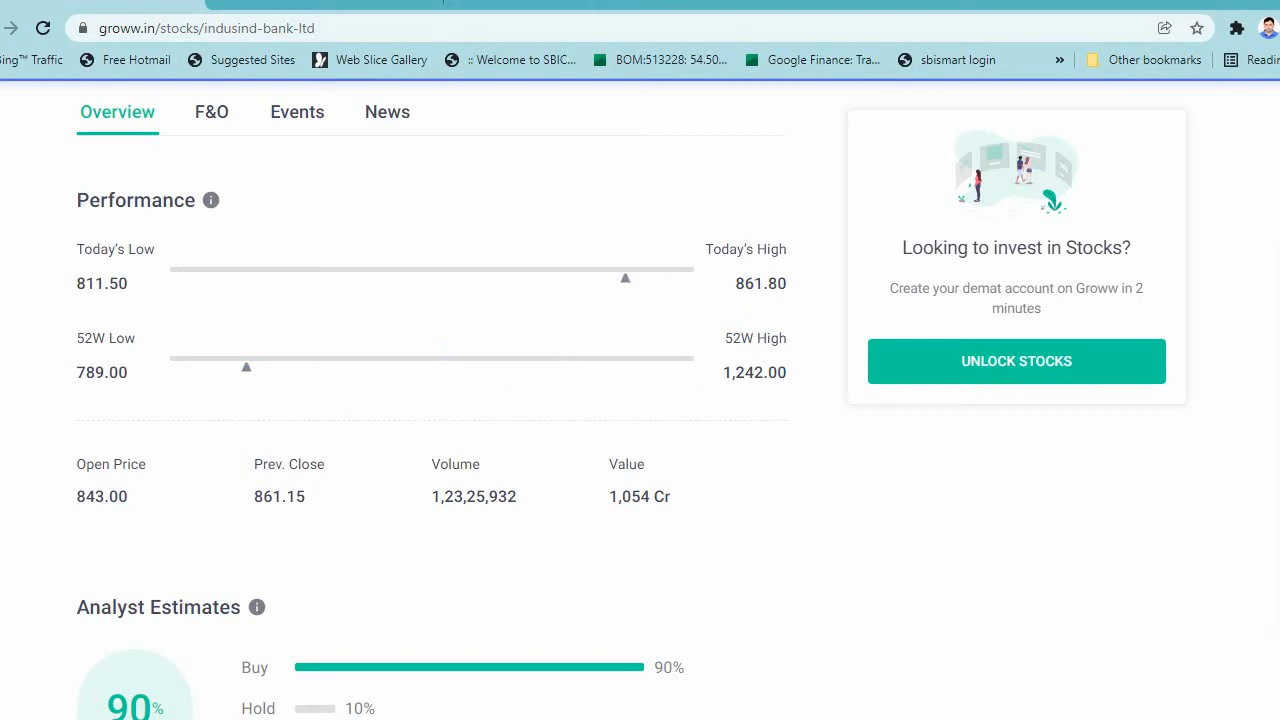 groww.in/stocks/indusind-bank-ltd
Bing™ Traffic Free Hotmail Suggested Sites Web Slice Gallery :: Welcome to SBIC... BOM:513228: 54.50... Google Finance: Tra... sbismart login » Other bookmarks
Overview F&O Events News
Performance
Today's Low Today's High
811.50 861.80
52W Low 52W High
789.00 1,242.00
Open Price Prev. Close Volume Value
843.00 861.15 1,23,25,932 1,054 Cr
Analyst Estimates
90%
Buy 90%
Hold 10%
Looking to invest in Stocks?
Create your demat account on Groww in 2
minutes
UNLOCK STOCKS